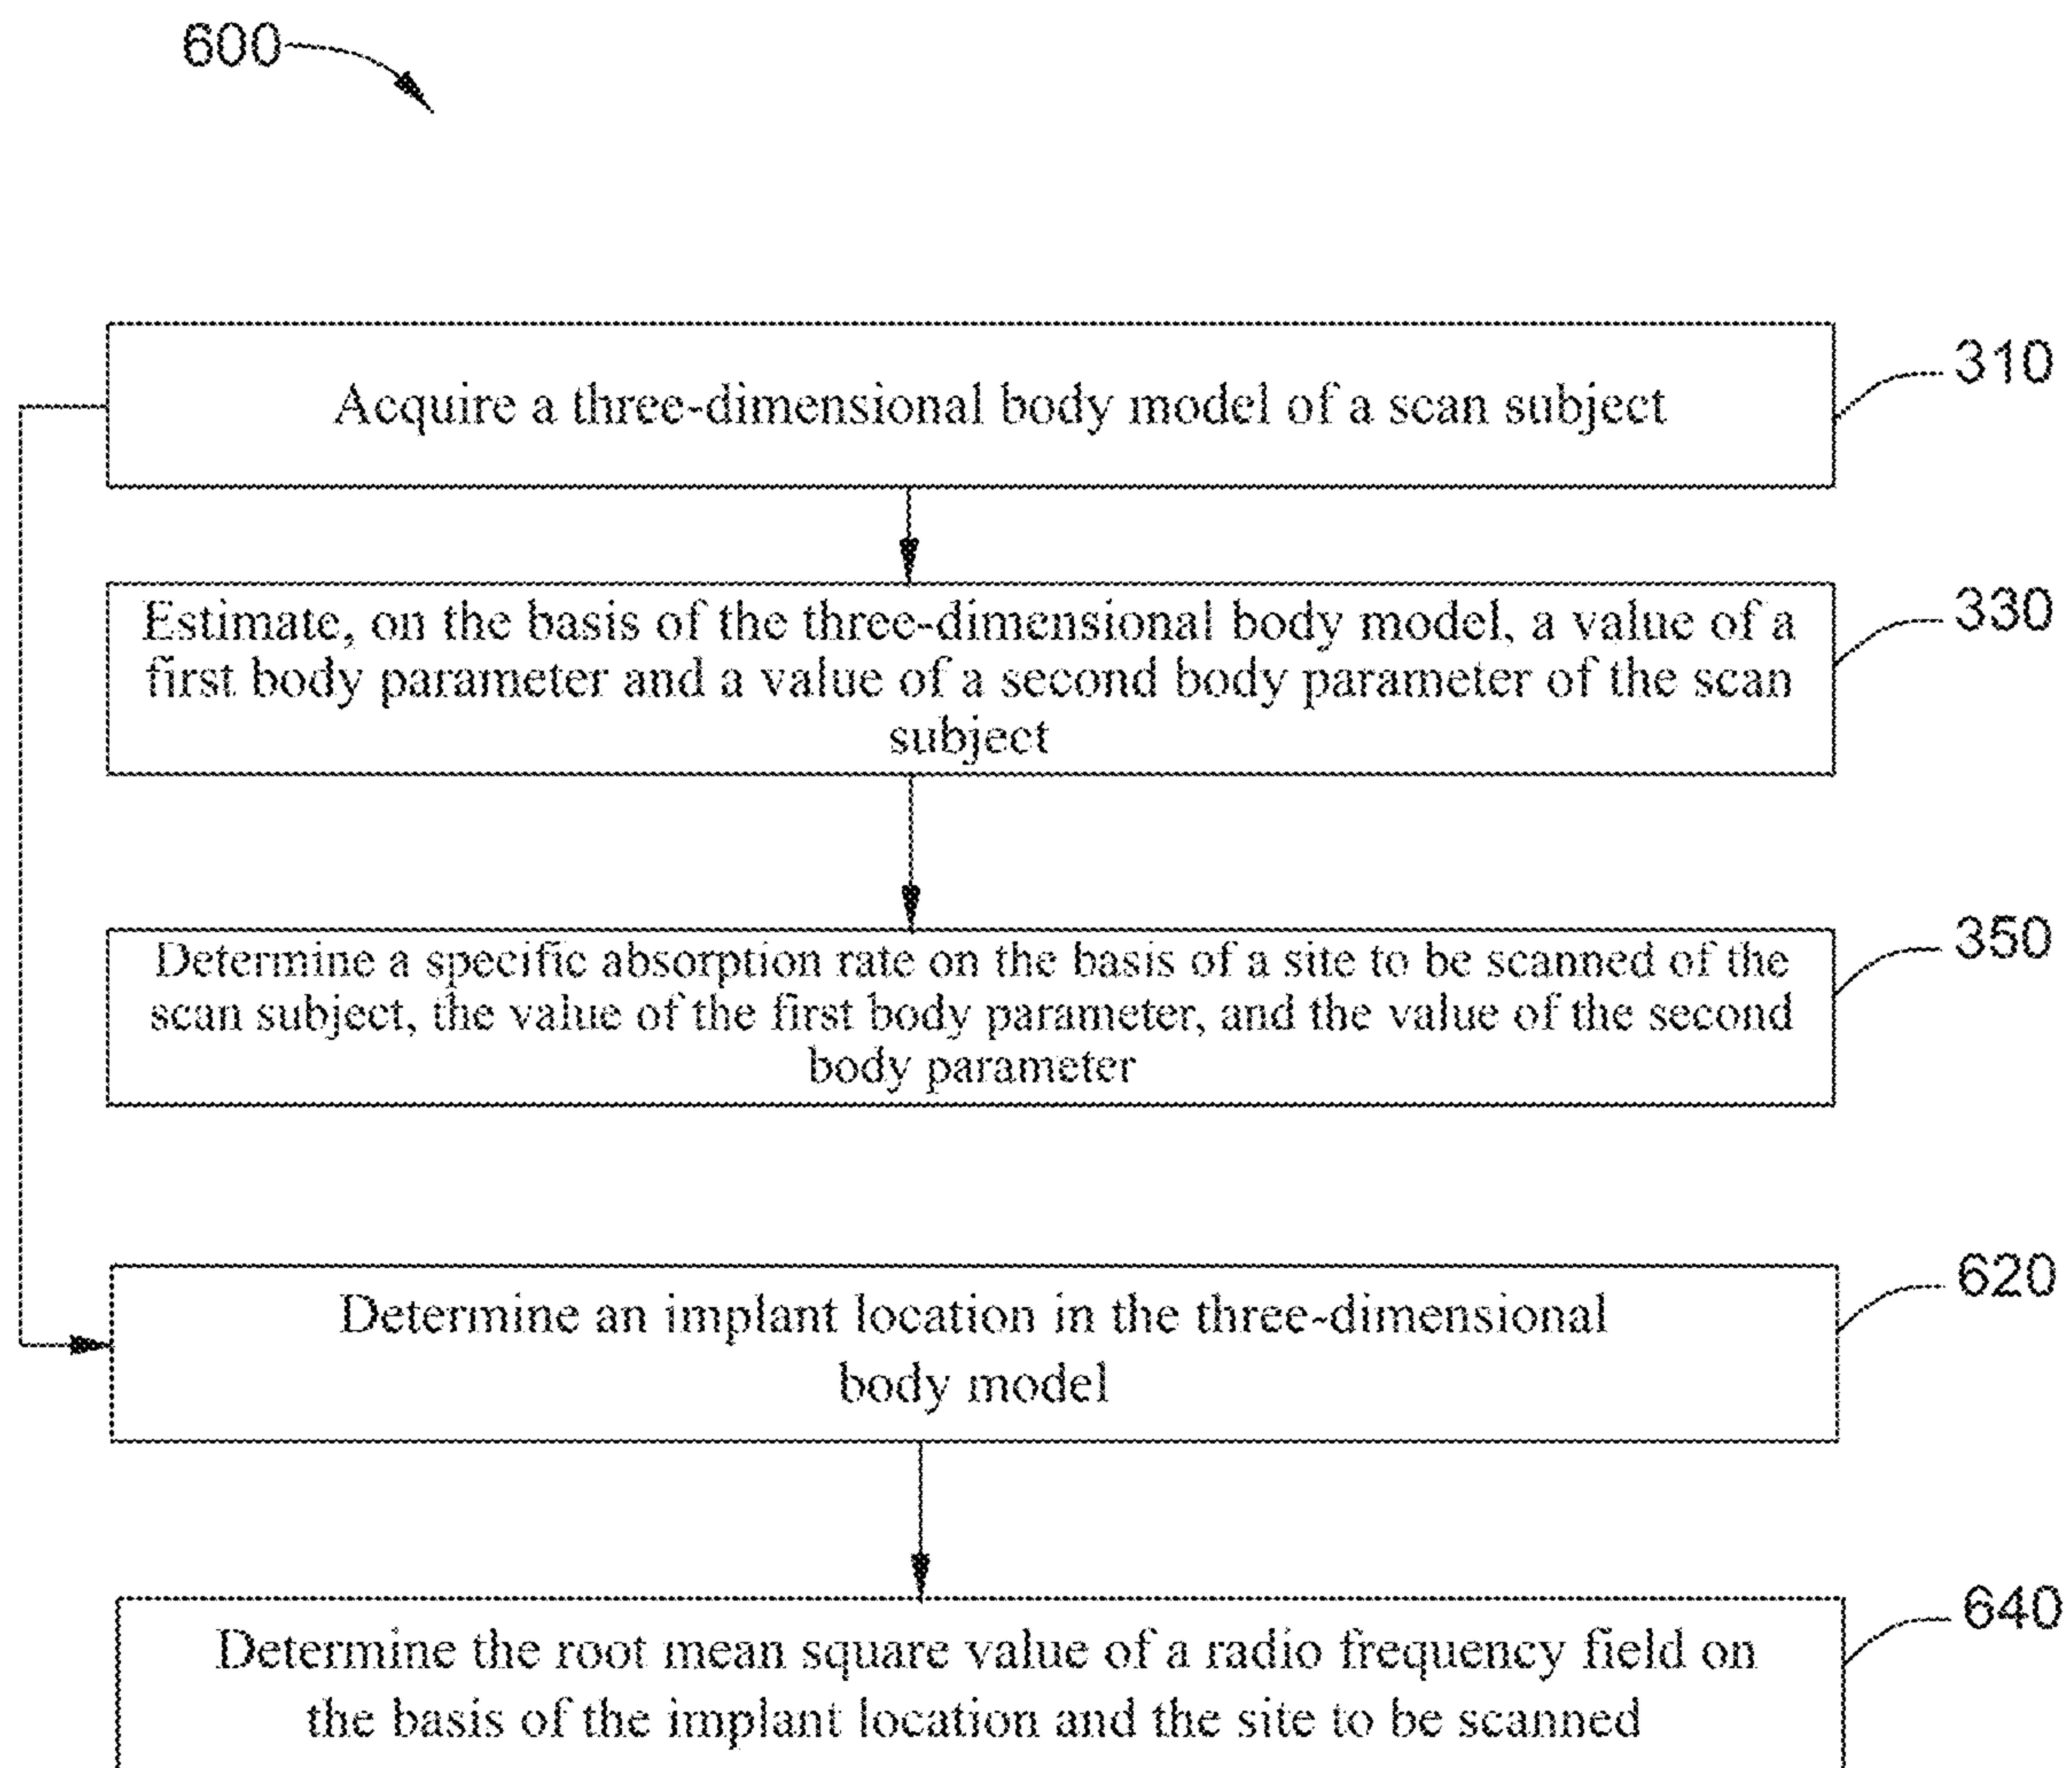 600
Acquire a three-dimensional body model of a scan subject
310
Estimate, on the basis of the three-dimensional body model, a value of a
first body parameter and a value of a second body parameter of the scan
subject
330
Determine a specific absorption rate on the basis of a site to be scanned of the
scan subject, the value of the first body parameter, and the value of the second
body parameter
350
Determine an implant location in the three-dimensional
body model
620
Determine the root mean square value of a radio frequency field on
the basis of the implant location and the site to be scanned
640